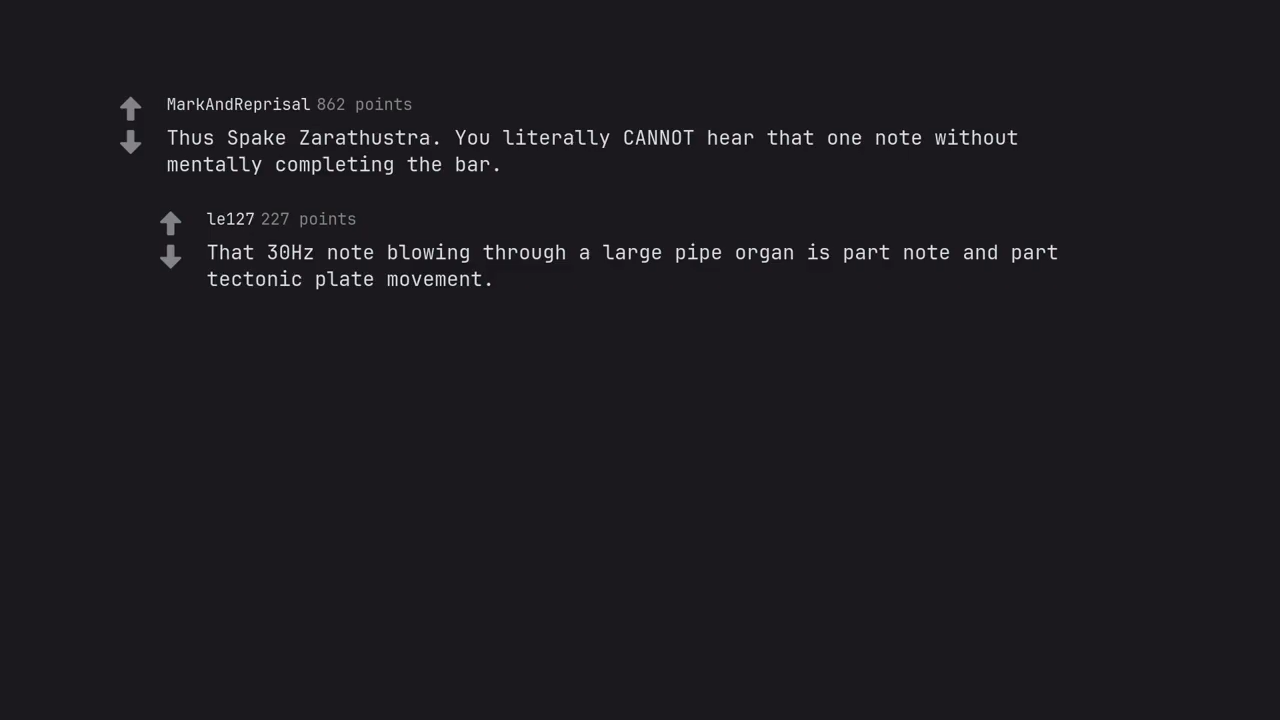 MarkAndReprisal 862 points
Thus Spake Zarathustra. You literally CANNOT hear that one note without
mentally completing the bar.
le127 227 points
That 30Hz note blowing through a large pipe organ is part note and part
tectonic plate movement.